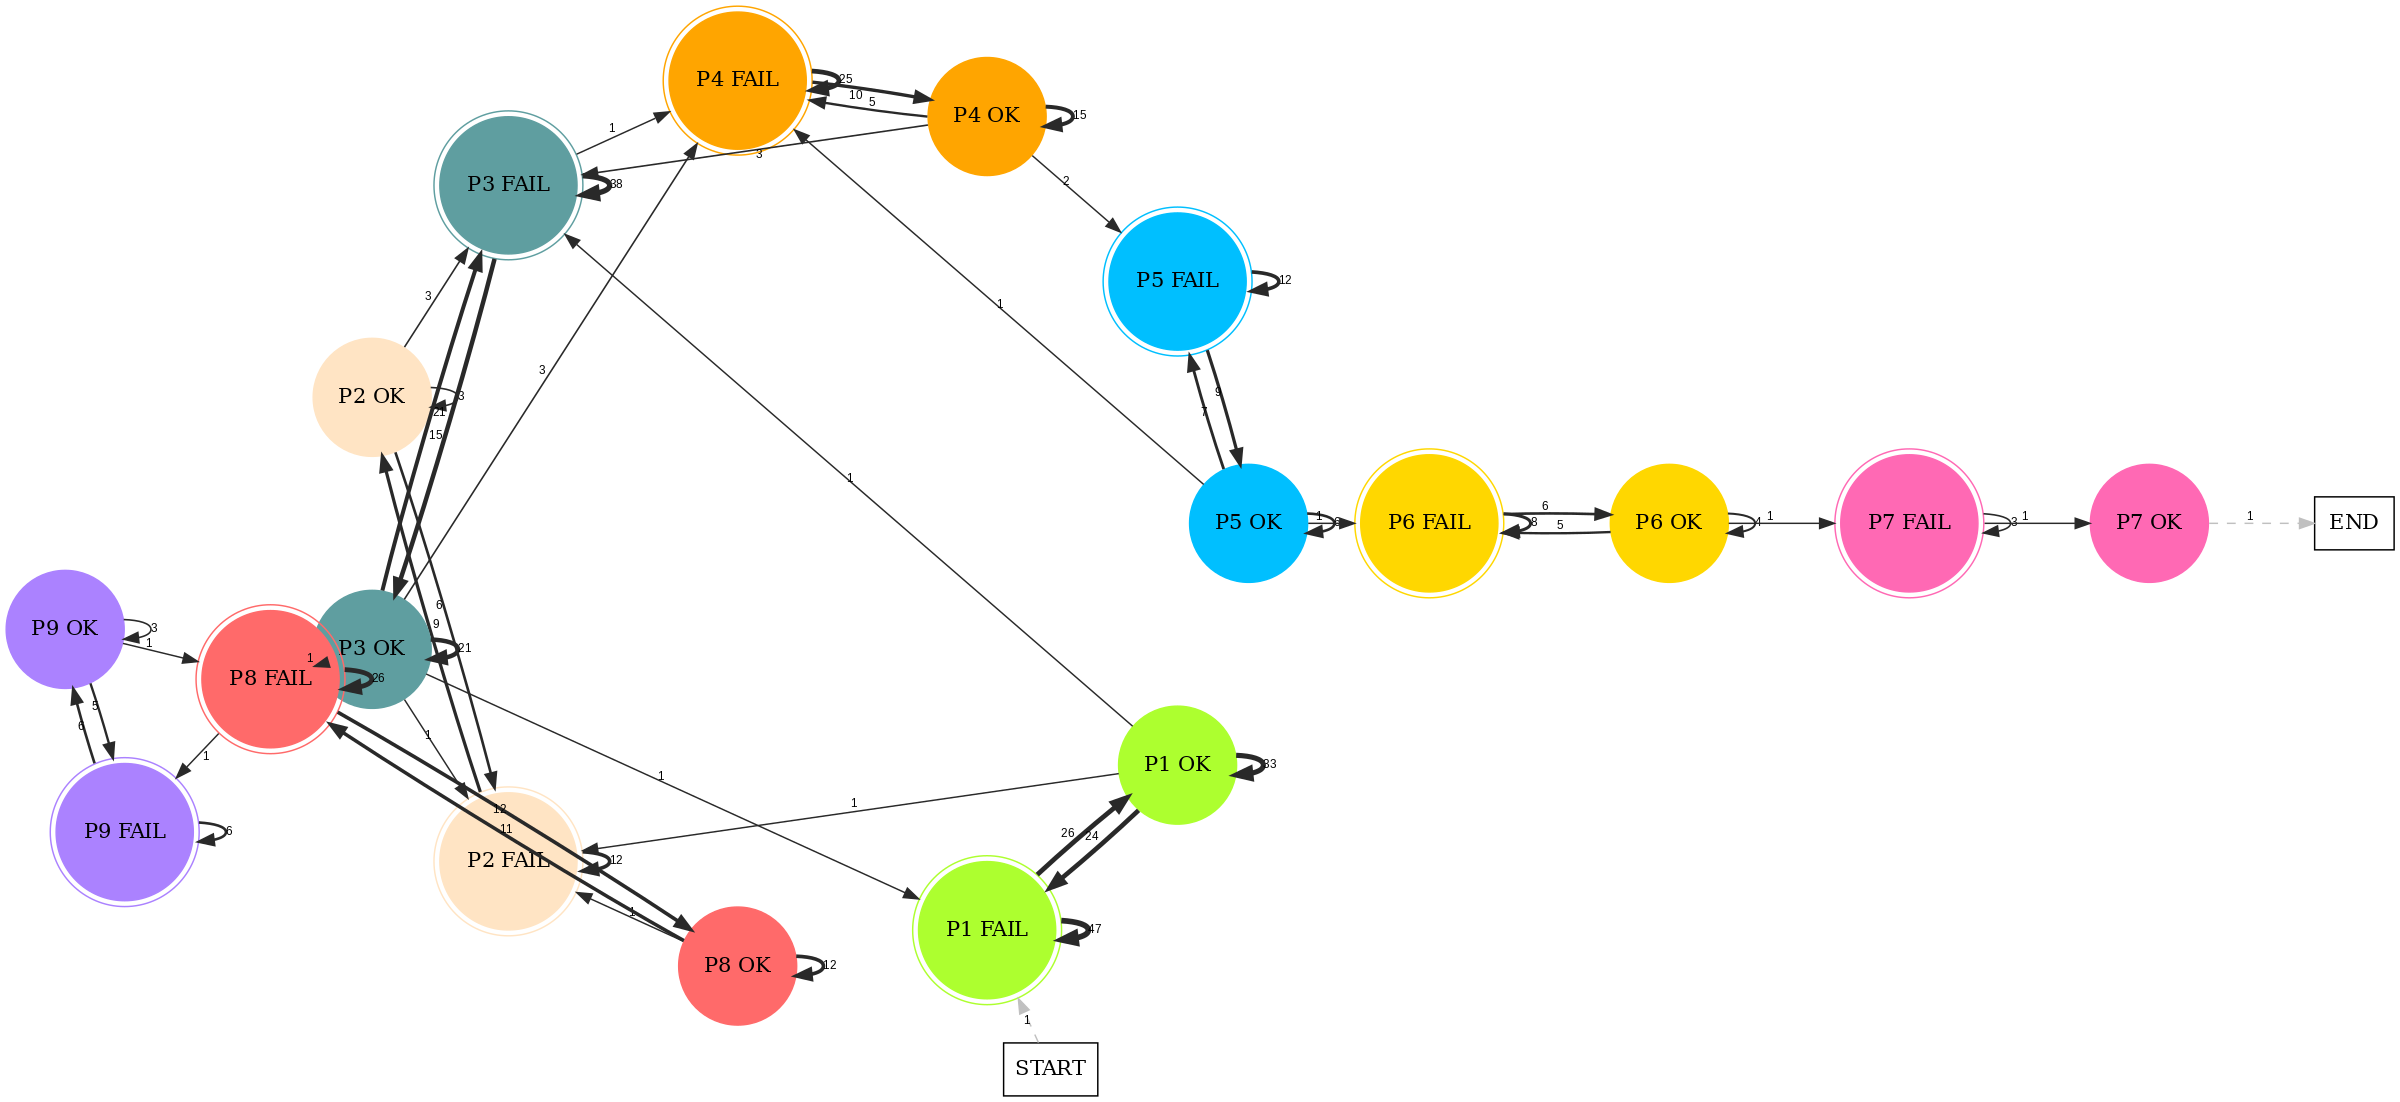 P4 FAIL
25
10
5
P4 OK
15
1
3
P3 FAIL
38
2
P5 FAIL
12
3
1
3
P2 OK
3
21
15
9
7
1
P5 OK
1
P6 FAIL
8
6
5
P6 OK
4
1
P7 FAIL
3
1
P7 OK
1
END
6
9
P9 OK
3
1
1
P3 OK
21
P8 FAIL
26
5
6
1
1
1
1
P1 OK
33
12
11
26
24
P9 FAIL
6
P2 FAIL
12
1
P8 OK
12
P1 FAIL
47
1
START